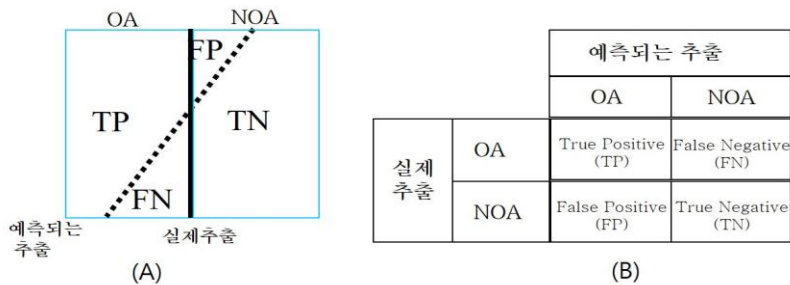 OA NOA
FP
TP TN
FN
예측되는
추출
실제추출
(A)
예측되는 추출
OA NOA
실제
추출
OA
True Positive
(TP)
False Negative
(FN)
NOA
False Positive
(FP)
True Negative
(TN)
(B)